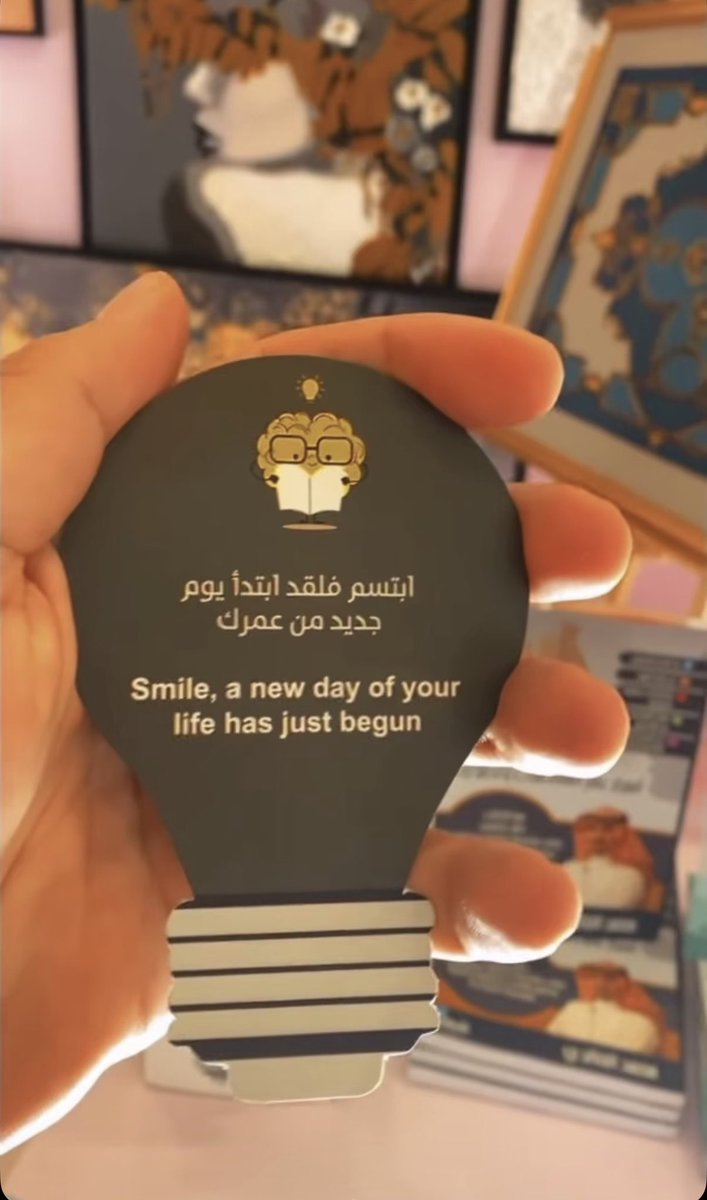 ابتسم فلقد ابتدأ يوم
جديد من عمرك
Smile, a new day of your
life has just begun